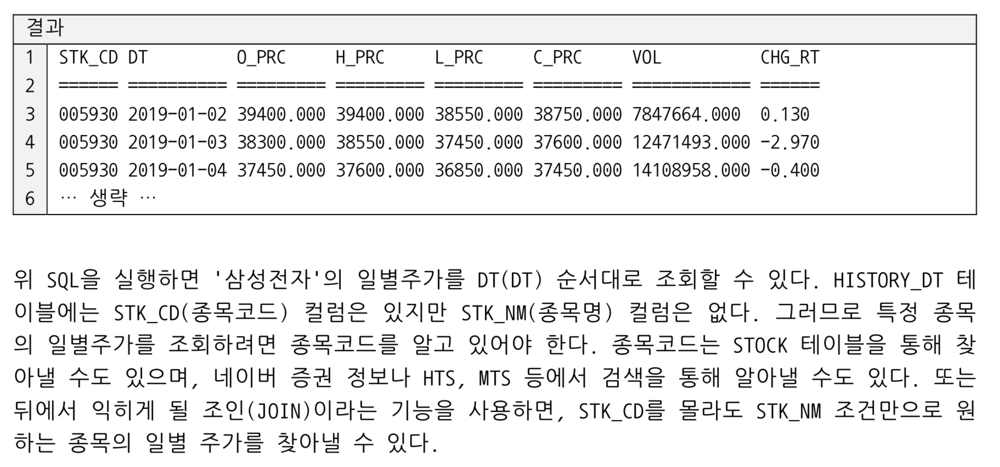 결과
1 STK_CD DT O_PRC H_PRC L_PRC C_PRC VOL CHG_RT
2 ====== ========== ========= ========= ========= ========= ============ ======
3 005930 2019-01-02 39400.000 39400.000 38550.000 38750.000 7847664.000 0.130
4 005930 2019-01-03 38300.000 38550.000 37450.000 37600.000 12471493.000 -2.970
5 005930 2019-01-04 37450.000 37600.000 36850.000 37450.000 14108958.000 -0.400
6 … 생략 …
위 SQL을 실행하면 '삼성전자'의 일별주가를 DT(DT) 순서대로 조회할 수 있다. HISTORY_DT 테
이블에는 STK_CD(종목코드) 컬럼은 있지만 STK_NM(종목명) 컬럼은 없다. 그러므로 특정 종목
의 일별주가를 조회하려면 종목코드를 알고 있어야 한다. 종목코드는 STOCK 테이블을 통해 찾
아낼 수도 있으며, 네이버 증권 정보나 HTS, MTS 등에서 검색을 통해 알아낼 수도 있다. 또는
뒤에서 익히게 될 조인(JOIN)이라는 기능을 사용하면, STK_CD를 몰라도 STK_NM 조건만으로 원
하는 종목의 일별 주가를 찾아낼 수 있다.